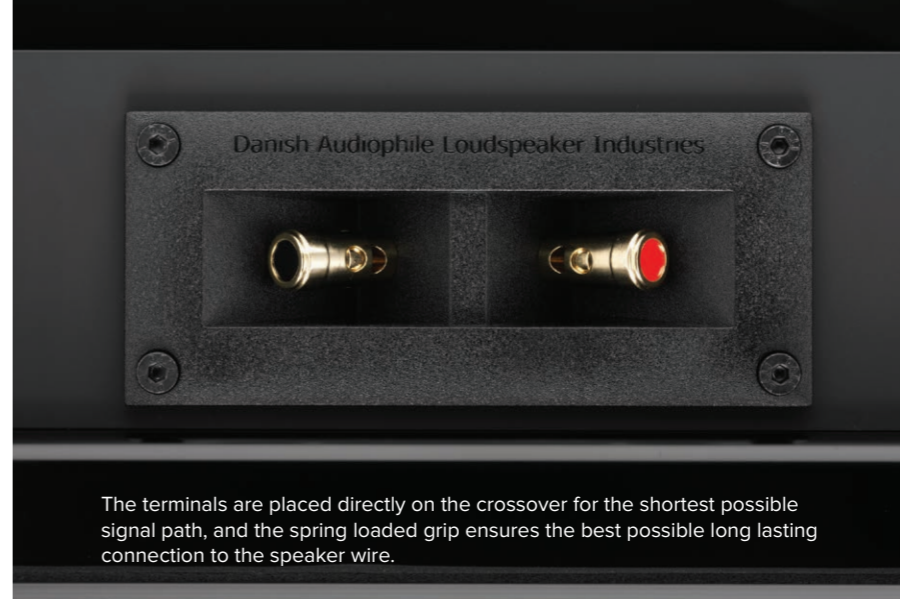 Danish Audiophile Loudspeaker Industries
The terminals are placed directly on the crossover for the shortest possible
signal path, and the spring loaded grip ensures the best possible long lasting
connection to the speaker wire.